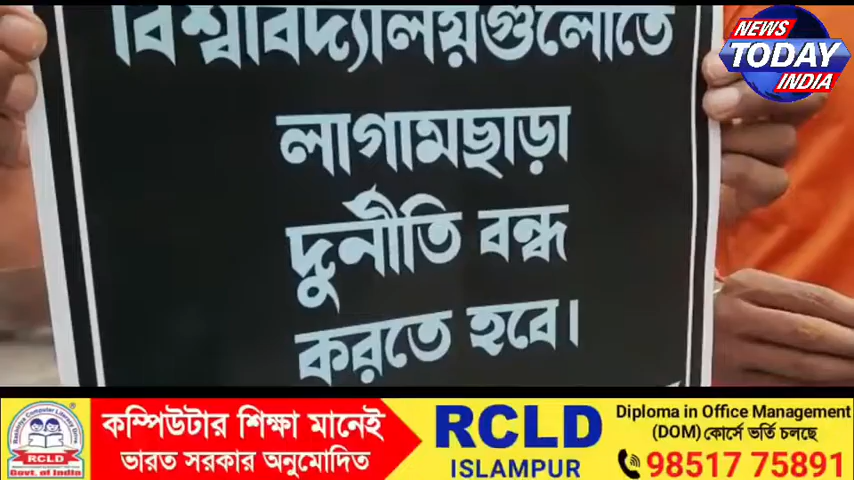 বিশ্ববিদ্যালয়গুলোতে
লাগামছাড়া
দুর্নীতি বন্ধ
করতে হবে।
NEWS
TODAY
INDIA
RCLD
Govt. of India
কম্পিউটার শিক্ষা মানেই
ভারত সরকার অনুমোদিত
RCLD
ISLAMPUR
Diploma in Office Management
(DOM) কোর্সে ভর্তি চলছে
98517 75891